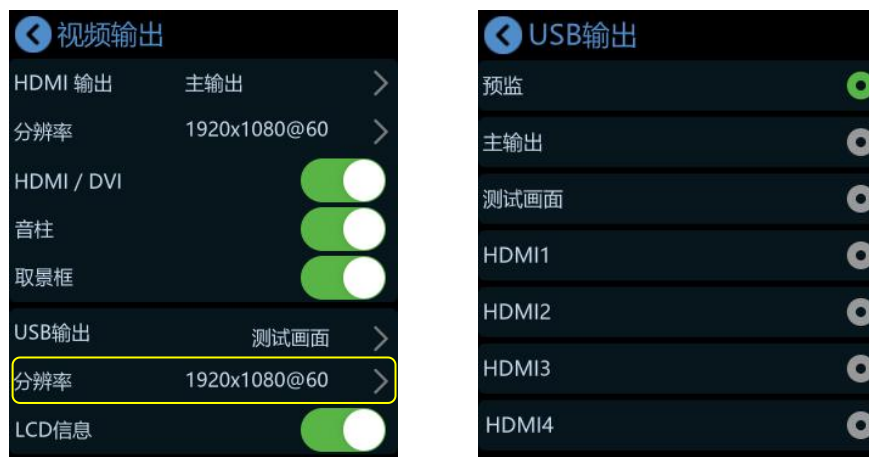 视频输出
HDMI 输出 主输出
分辨率 1920x1080@60
HDMI / DVI
音柱
取景框
USB输出 测试画面
分辨率 1920x1080@60
LCD信息
USB输出
预监
主输出
测试画面
HDMI1
HDMI2
HDMI3
HDMI4